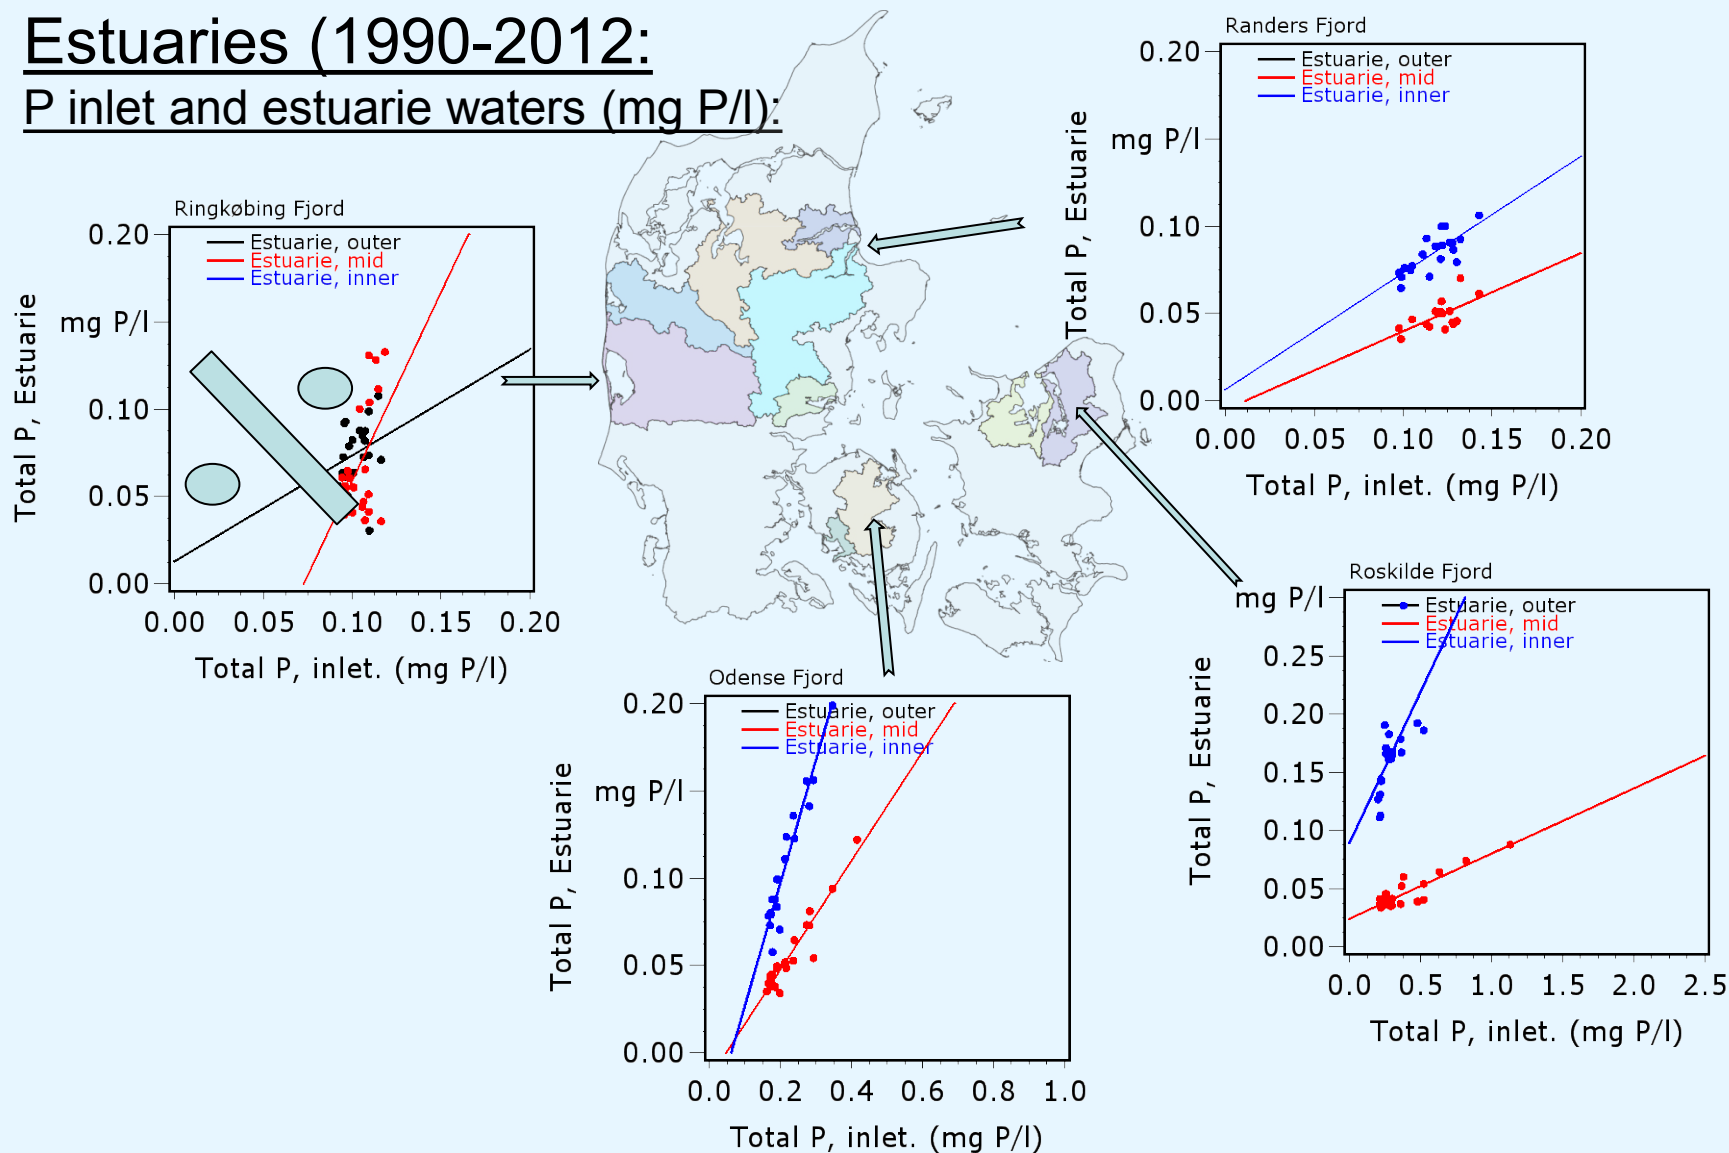 Estuaries (1990-2012:
P inlet and estuarie waters (mg P/l):
Randers Fjord
Estuarie, outer
Estuarie, mid
Estuarie, inner
0.20
mg P/l
0.10
0.05
0.00
Total P, Estuarie
0.00 0.05 0.10 0.15 0.20
Total P, inlet. (mg P/l)
Ringkøbing Fjord
Estuarie, outer
Estuarie, mid
Estuarie, inner
0.20
mg P/l
0.10
0.05
0.00
Total P, Estuarie
0.00 0.05 0.10 0.15 0.20
Total P, inlet. (mg P/l)
Odense Fjord
Estuarie, outer
Estuarie, mid
Estuarie, inner
0.20
mg P/l
0.10
0.05
0.00
Total P, Estuarie
0.0 0.2 0.4 0.6 0.8 1.0
Total P, inlet. (mg P/l)
Roskilde Fjord
Estuarie, outer
Estuarie, mid
Estuarie, inner
mg P/l
0.25
0.20
0.15
0.10
0.05
0.00
Total P, Estuarie
0.0 0.5 1.0 1.5 2.0 2.5
Total P, inlet. (mg P/l)